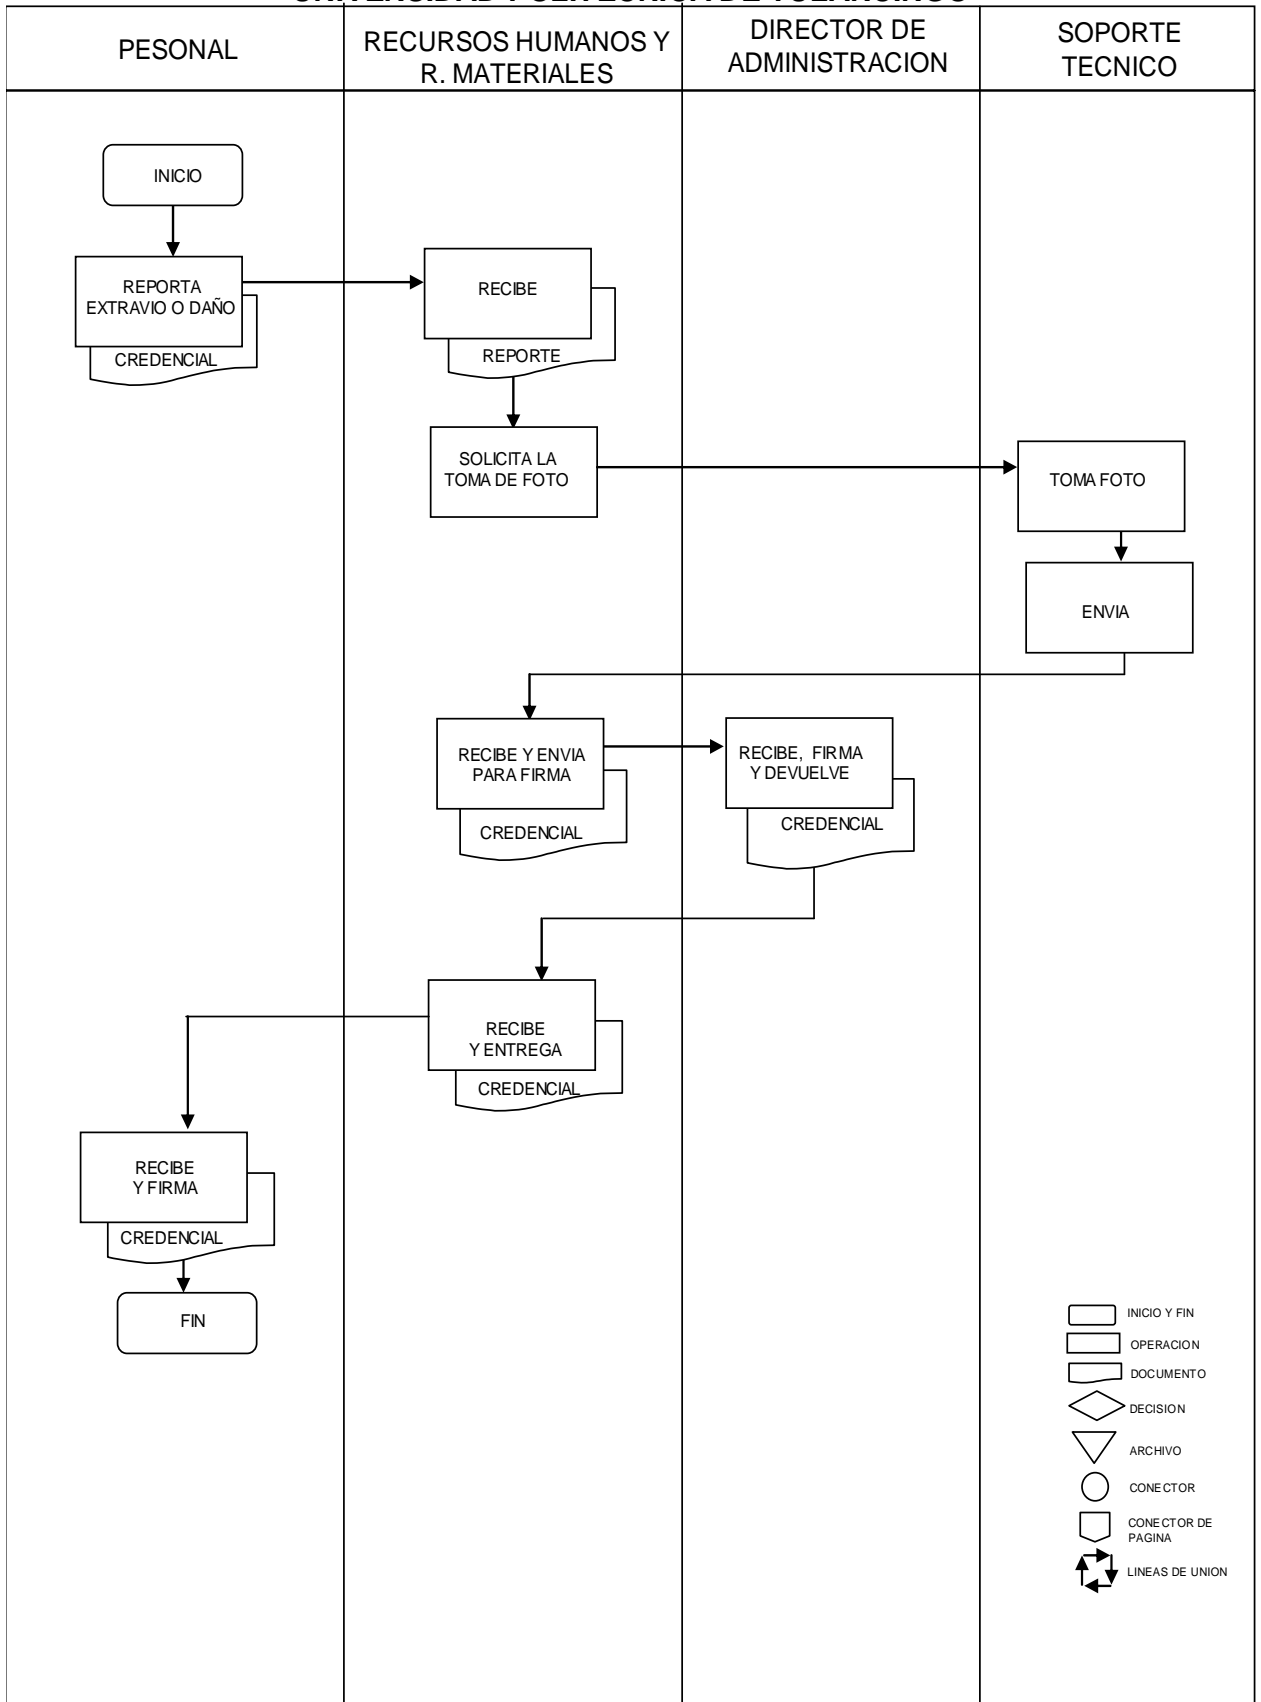 PESONAL
RECURSOS HUMANOS Y
R. MATERIALES
DIRECTOR DE
ADMINISTRACION
SOPORTE
TECNICO
INICIO
REPORTA
EXTRAVIO O DAÑO
CREDENCIAL
RECIBE
REPORTE
SOLICITA LA
TOMA DE FOTO
TOMA FOTO
ENVIA
RECIBE Y ENVIA
PARA FIRMA
CREDENCIAL
RECIBE, FIRMA
Y DEVUELVE
CREDENCIAL
RECIBE
Y ENTREGA
CREDENCIAL
RECIBE
Y FIRMA
CREDENCIAL
FIN
INICIO Y FIN
OPERACION
DOCUMENTO
DECISION
ARCHIVO
CONECTOR
CONECTOR DE
PAGINA
LINEAS DE UNION